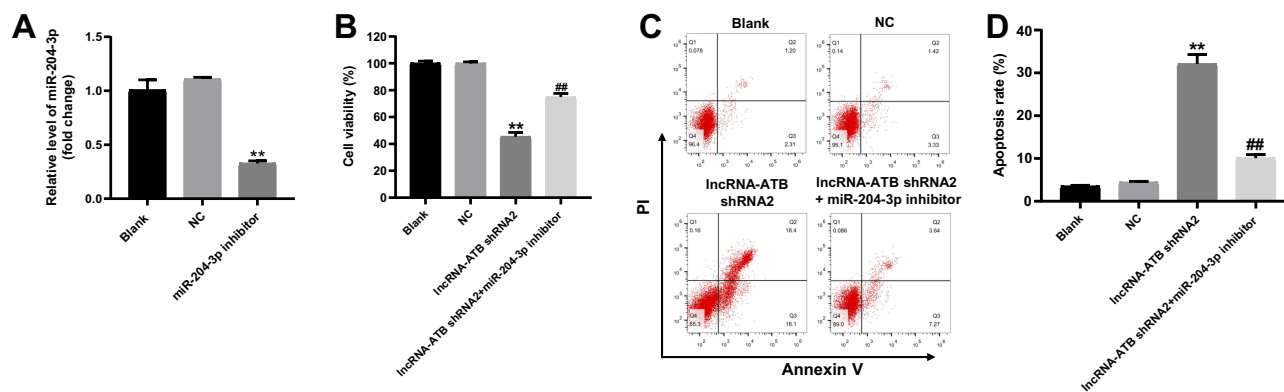 A
Relative level of miR-204-3p
(fold change)
1.5
1.0
0.5
0.0
**
Blank
NC
miR-204-3p inhibitor
B
Cell viability (%)
120
100
80
60
40
20
0
**
##
Blank
NC
lncRNA-ATB shRNA2
lncRNA-ATB shRNA2+miR-204-3p inhibitor
C
PI
Annexin V
Blank
Q1
0.078
Q2
1.20
Q4
96.4
Q3
2.31
NC
Q1
0.14
Q2
1.42
Q4
95.1
Q3
3.33
lncRNA-ATB
shRNA2
Q1
0.16
Q2
16.4
Q4
65.3
Q3
18.1
lncRNA-ATB shRNA2
+ miR-204-3p inhibitor
Q1
0.086
Q2
3.64
Q4
89.0
Q3
7.27
D
Apoptosis rate (%)
40
30
20
10
0
**
##
Blank
NC
lncRNA-ATB shRNA2
lncRNA-ATB shRNA2+miR-204-3p inhibitor